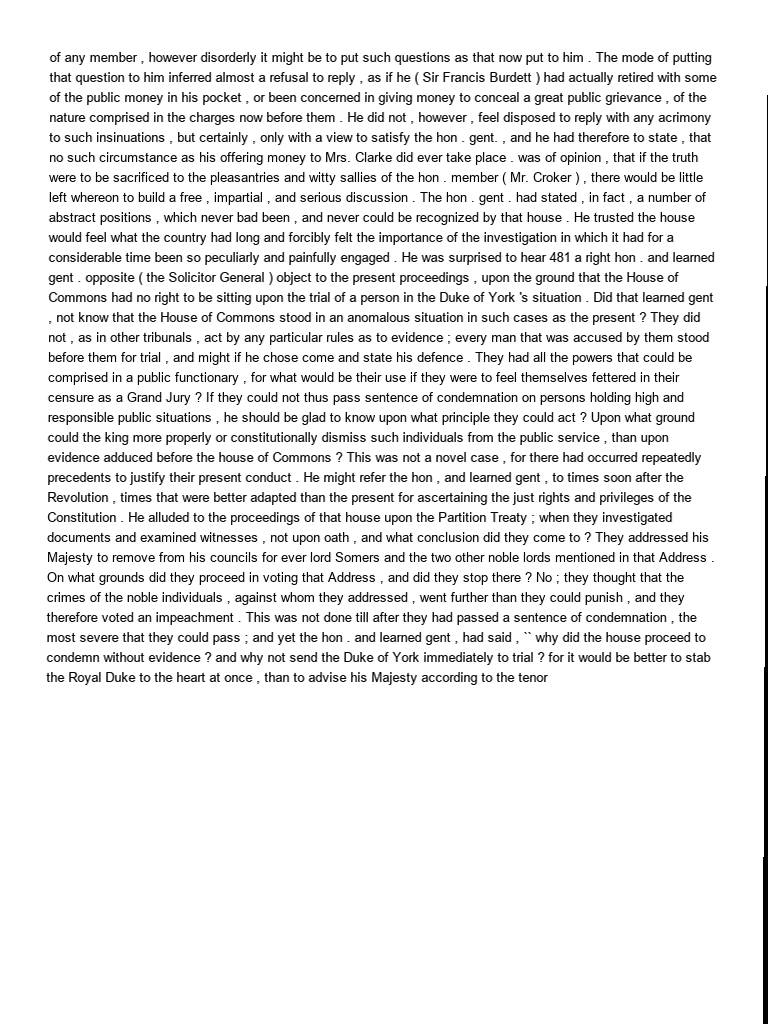 of any member , however disorderly it might be to put such questions as that now put to him . The mode of putting
that question to him inferred almost a refusal to reply , as if he ( Sir Francis Burdett ) had actually retired with some
of the public money in his pocket , or been concerned in giving money to conceal a great public grievance , of the
nature comprised in the charges now before them . He did not , however , feel disposed to reply with any acrimony
to such insinuations , but certainly , only with a view to satisfy the hon . gent. , and he had therefore to state , that
no such circumstance as his offering money to Mrs. Clarke did ever take place . was of opinion , that if the truth
were to be sacrificed to the pleasantries and witty sallies of the hon . member ( Mr. Croker ) , there would be little
left whereon to build a free , impartial , and serious discussion . The hon . gent . had stated , in fact , a number of
abstract positions , which never bad been , and never could be recognized by that house . He trusted the house
would feel what the country had long and forcibly felt the importance of the investigation in which it had for a
considerable time been so peculiarly and painfully engaged . He was surprised to hear 481 a right hon . and learned
gent . opposite ( the Solicitor General ) object to the present proceedings , upon the ground that the House of
Commons had no right to be sitting upon the trial of a person in the Duke of York 's situation . Did that learned gent
, not know that the House of Commons stood in an anomalous situation in such cases as the present ? They did
not , as in other tribunals , act by any particular rules as to evidence ; every man that was accused by them stood
before them for trial , and might if he chose come and state his defence . They had all the powers that could be
comprised in a public functionary , for what would be their use if they were to feel themselves fettered in their
censure as a Grand Jury ? If they could not thus pass sentence of condemnation on persons holding high and
responsible public situations , he should be glad to know upon what principle they could act ? Upon what ground
could the king more properly or constitutionally dismiss such individuals from the public service , than upon
evidence adduced before the house of Commons ? This was not a novel case , for there had occurred repeatedly
precedents to justify their present conduct . He might refer the hon , and learned gent , to times soon after the
Revolution , times that were better adapted than the present for ascertaining the just rights and privileges of the
Constitution . He alluded to the proceedings of that house upon the Partition Treaty ; when they investigated
documents and examined witnesses , not upon oath , and what conclusion did they come to ? They addressed his
Majesty to remove from his councils for ever lord Somers and the two other noble lords mentioned in that Address .
On what grounds did they proceed in voting that Address , and did they stop there ? No ; they thought that the
crimes of the noble individuals , against whom they addressed , went further than they could punish , and they
therefore voted an impeachment . This was not done till after they had passed a sentence of condemnation , the
most severe that they could pass ; and yet the hon . and learned gent , had said , `` why did the house proceed to
condemn without evidence ? and why not send the Duke of York immediately to trial ? for it would be better to stab
the Royal Duke to the heart at once , than to advise his Majesty according to the tenor